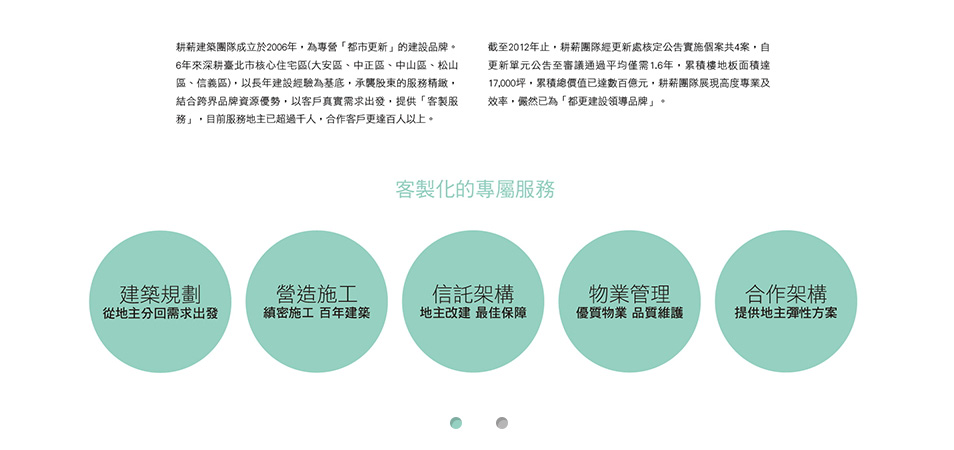 耕薪建築團隊成立於2006年，為專營「都市更新」的建設品牌。
6年來深耕臺北市核心住宅區(大安區、中正區、中山區、松山
區、信義區)，以長年建設經驗為基底，承襲股東的服務精緻，
結合跨界品牌資源優勢，以客戶真實需求出發，提供「客製服
務」，目前服務地主已超過千人，合作客戶更達百人以上。
截至2012年止，耕薪團隊經更新處核定公告實施個案共4案，自
更新單元公告至審議通過平均僅需1.6年，累積樓地板面積達
17,000坪，累積總價值已達數百億元，耕薪團隊展現高度專業及
效率，儼然已為「都更建設領導品牌」。
客製化的專屬服務
建築規劃
從地主分回需求出發
營造施工
縝密施工 百年建築
信託架構
地主改建 最佳保障
物業管理
優質物業 品質維護
合作架構
提供地主彈性方案